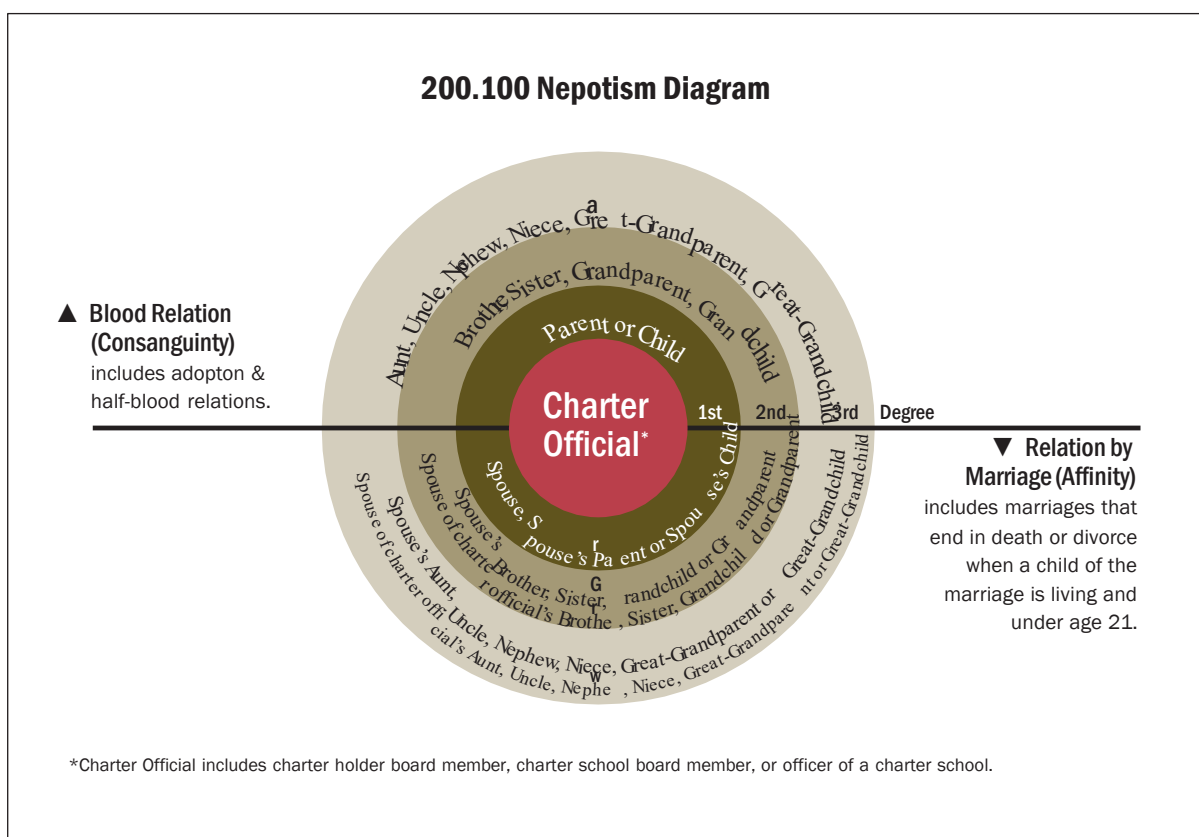 200.100 Nepotism Diagram
Aunt, Uncle, Nephew, Niece, Great-Grandparent, Great-Grandchild
Brothe Sister, Grandparent, Grandchild
Parent or Child
▲ Blood Relation
(Consanguinty)
includes adopton &
half-blood relations.
Charter
Official*
1st 2nd 3rd Degree
Spouse, Spouse's Parent or Spouse's Child
Spouse's Brother, Sister, Grandchild or Grandparent
Spouse of charter official's Brothe, Sister, Grandchild or Grandparent
Spouse's Aunt, Uncle, Nephew, Niece, Great-Grandparent or Great-Grandchild
Spouse of charter official's Aunt, Uncle, Nephew, Niece, Great-Grandparent or Great-Grandchild
▼ Relation by
Marriage (Affinity)
includes marriages that
end in death or divorce
when a child of the
marriage is living and
under age 21.
*Charter Official includes charter holder board member, charter school board member, or officer of a charter school.